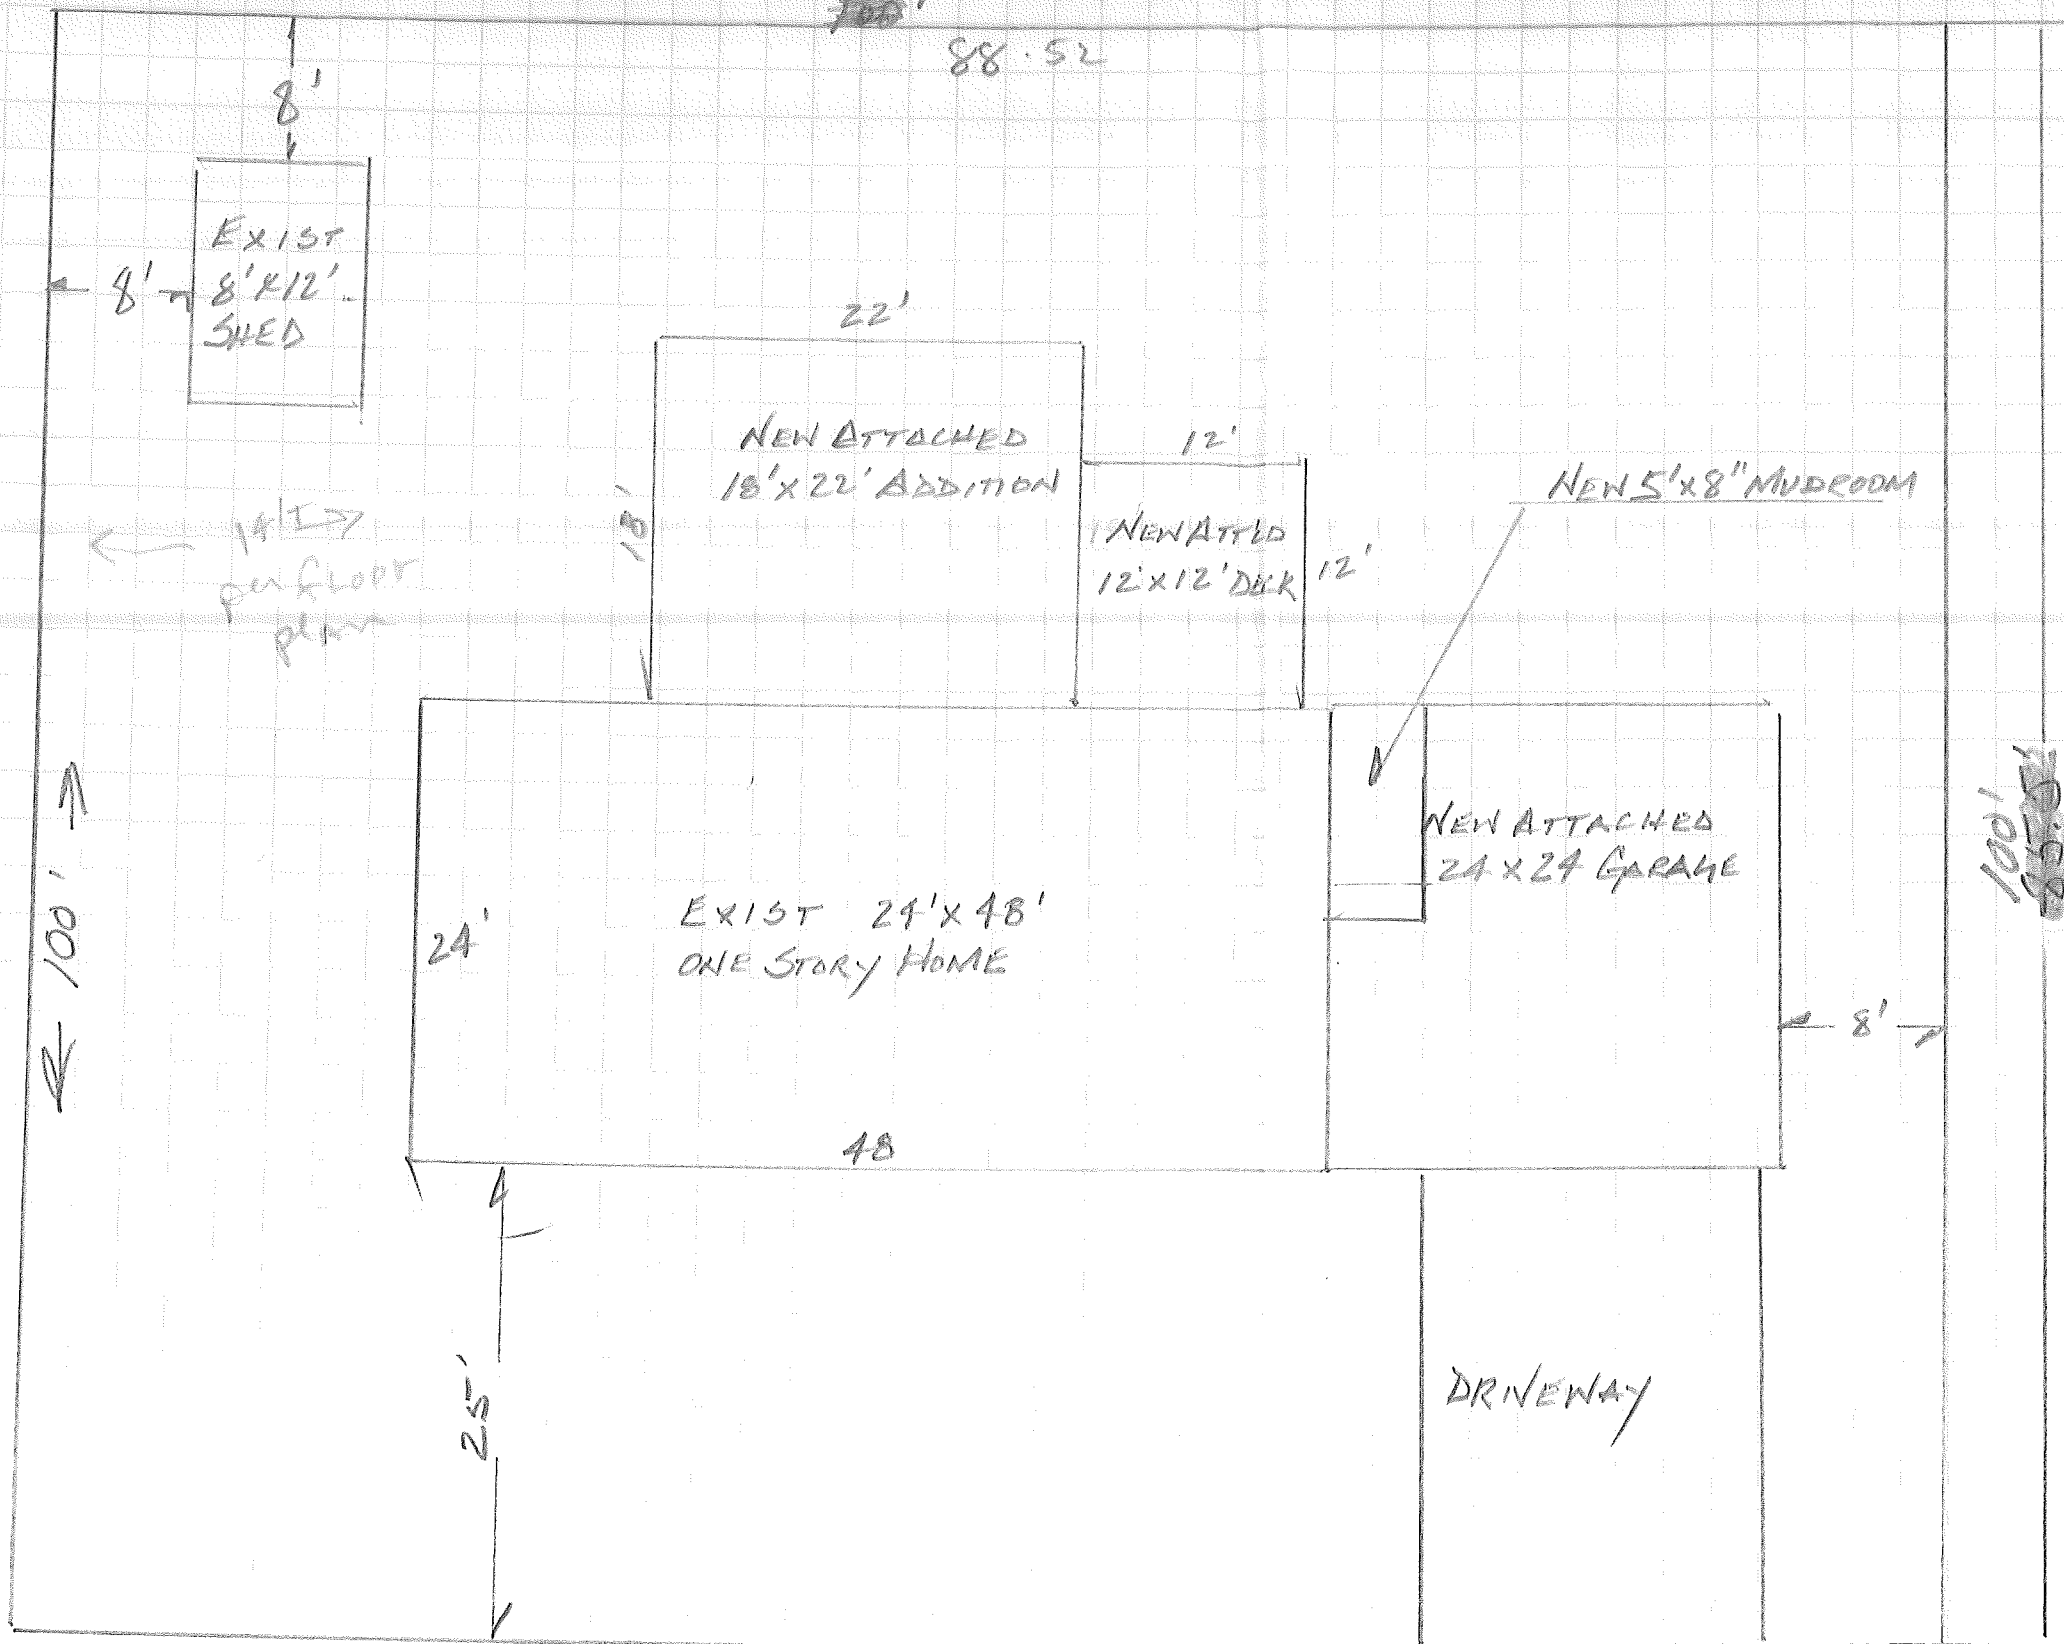 88.52
8'
EXIST
8'X12'
SHED
8'
22'
NEW ATTACHED
18'X22' ADDITION
18'
12'
NEW ATT'D
12'X12' DECK
12'
NEW 5'X8" MUDROOM
per floor
plan
100'
24'
EXIST 24'X48'
ONE STORY HOME
48
NEW ATTACHED
24X24 GARAGE
8'
100'
25'
DRIVEWAY